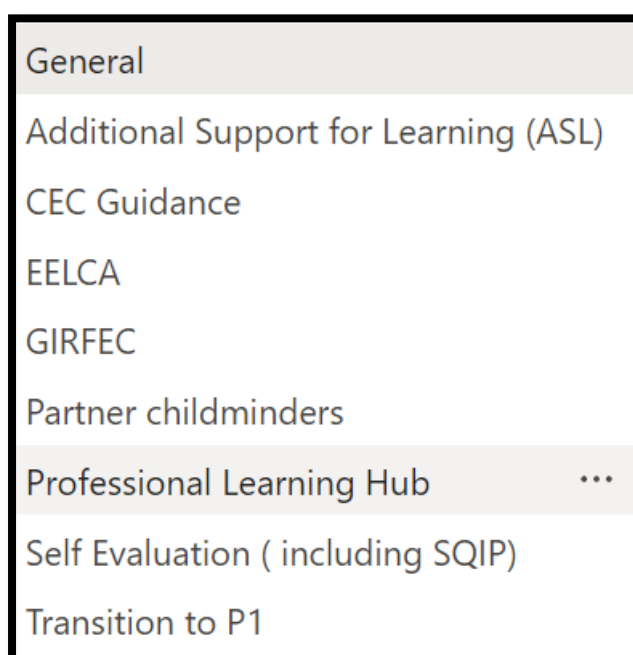 General
Additional Support for Learning (ASL)
CEC Guidance
EELCA
GIRFEC
Partner childminders
Professional Learning Hub ...
Self Evaluation ( including SQIP)
Transition to P1